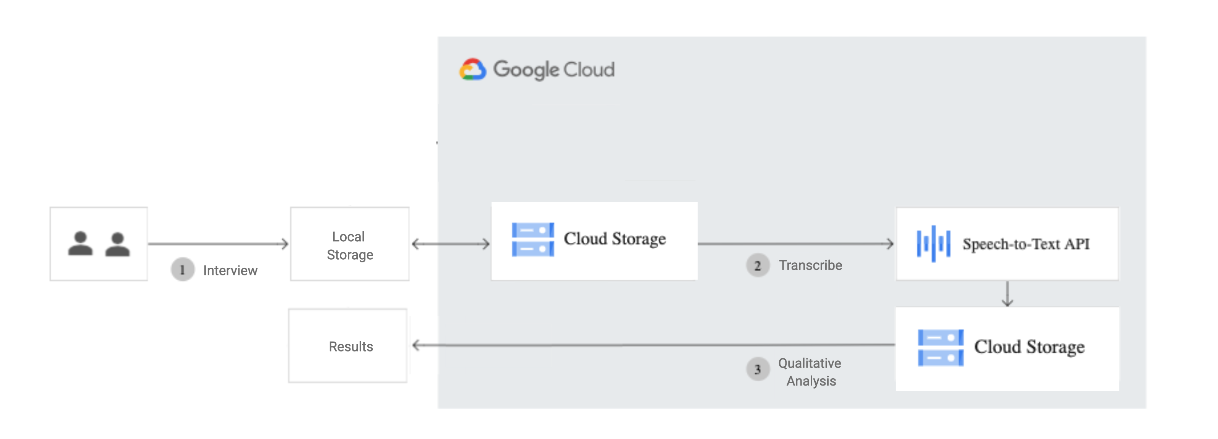 Google Cloud
Local
Storage
Cloud Storage
Speech-to-Text API
1 Interview
2 Transcribe
Results
Cloud Storage
3 Qualitative
Analysis